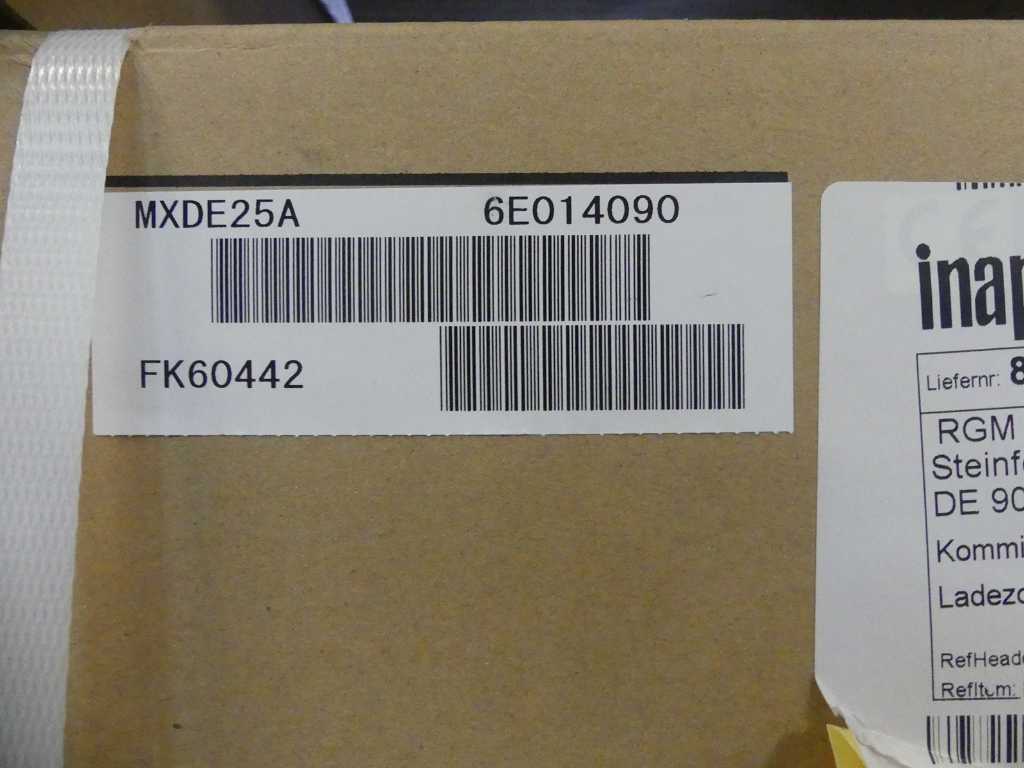 MXDE25A 6E014090
FK60442
inap
Liefernr: 8
RGM
Steinf
DE 90
Kommi
Ladezo
RefHeade
RefItem: